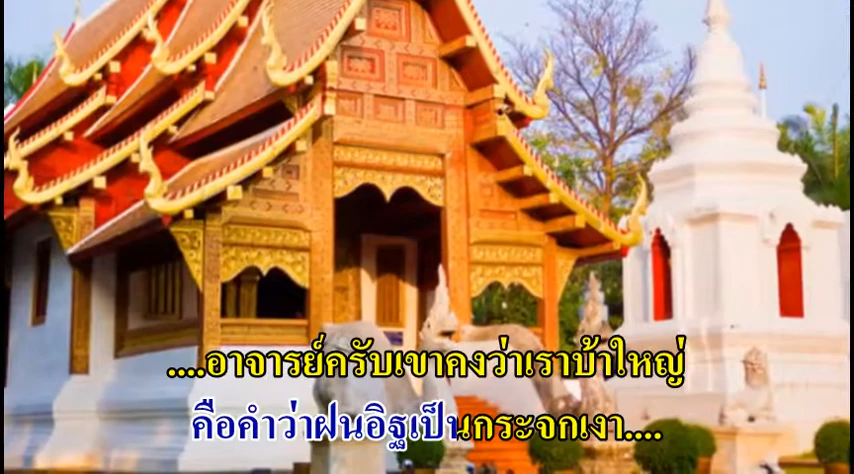 ....อาจารย์ครับเขาคงว่าเราบ้าใหญ่
คือคำว่าฝนอิฐเป็นกระจกเงา....